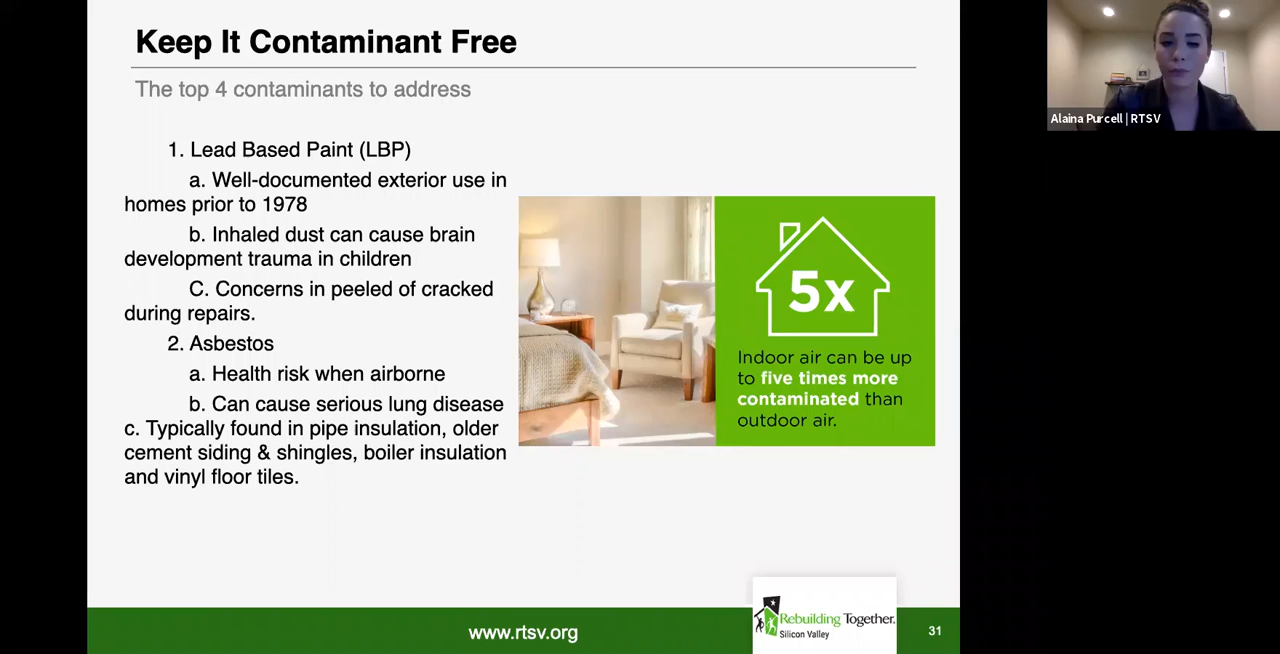 Keep It Contaminant Free
The top 4 contaminants to address
1. Lead Based Paint (LBP)
a. Well-documented exterior use in
homes prior to 1978
b. Inhaled dust can cause brain
development trauma in children
C. Concerns in peeled of cracked
during repairs.
2. Asbestos
a. Health risk when airborne
b. Can cause serious lung disease
c. Typically found in pipe insulation, older
cement siding & shingles, boiler insulation
and vinyl floor tiles.
5x
Indoor air can be up
to five times more
contaminated than
outdoor air.
www.rtsv.org
Rebuilding Together.
Silicon Valley
31
Alaina Purcell | RTSV